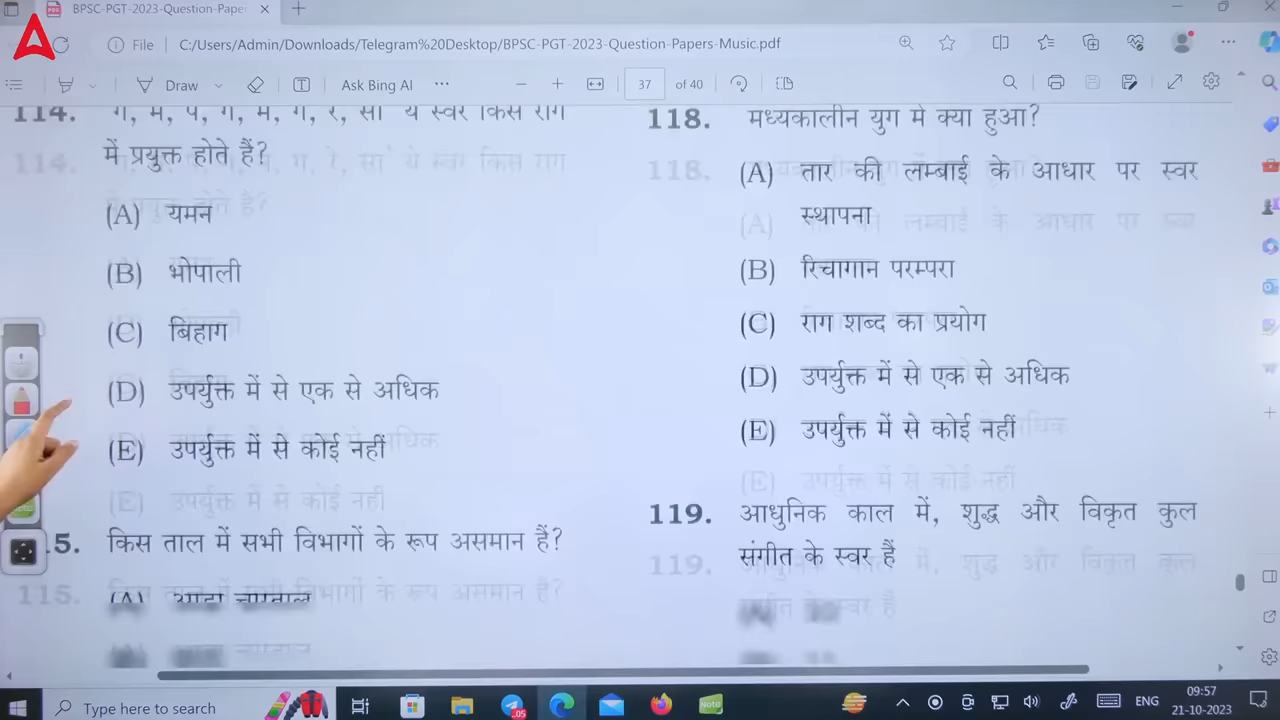 BPSC-PGT-2023-Question-Pape
File
C:/Users/Admin/Downloads/Telegram%20Desktop/BPSC-PGT-2023-Question-Papers-Music.pdf
Draw
Ask Bing AI
37
of 40
114. ग, म, प, ग, म, ग, रे, सा ये स्वर किस राग
में प्रयुक्त होते हैं?
(A) यमन
(B) भोपाली
(C) बिहाग
(D) उपर्युक्त में से एक से अधिक
(E) उपर्युक्त में से कोई नहीं
5. किस ताल में सभी विभागों के रूप असमान हैं?
(A)
118. मध्यकालीन युग मे क्या हुआ?
(A) तार की लम्बाई के आधार पर स्वर
स्थापना
(B) रिचागान परम्परा
(C) राग शब्द का प्रयोग
(D) उपर्युक्त में से एक से अधिक
(E) उपर्युक्त में से कोई नहीं
119. आधुनिक काल में, शुद्ध और विकृत कुल
संगीत के स्वर हैं
Type here to search
.05
ENG
09:57
21-10-2023